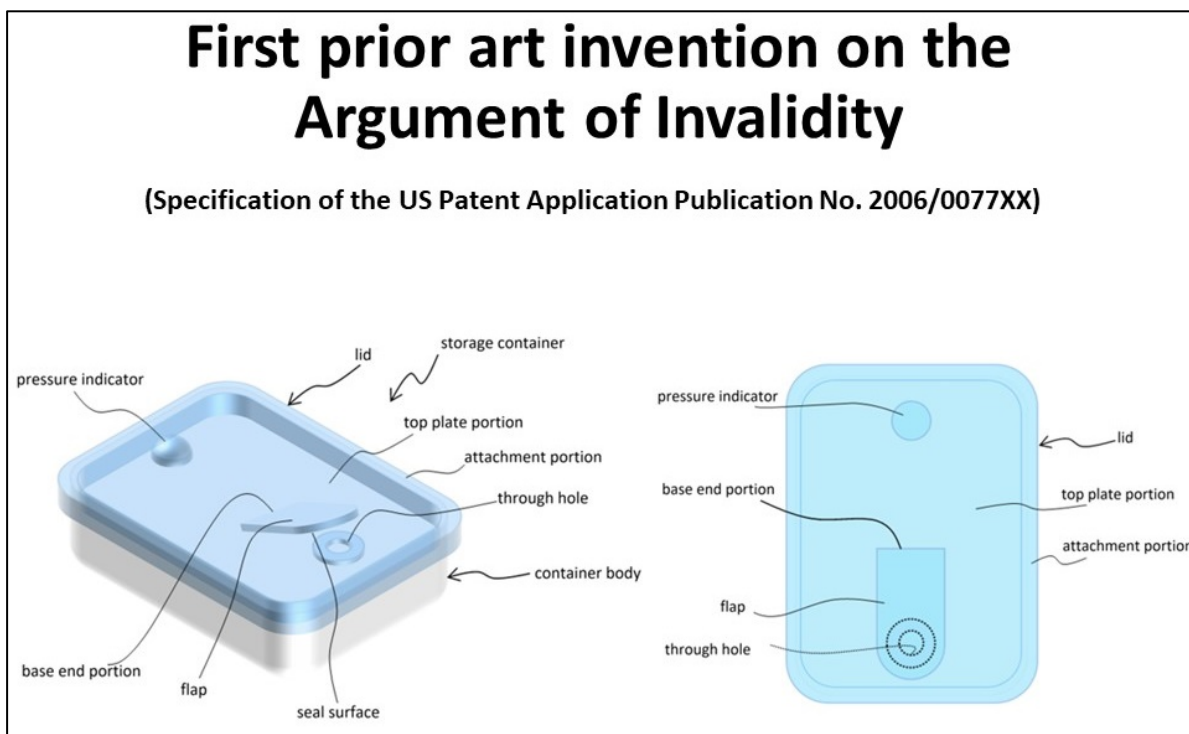 First prior art invention on the
Argument of Invalidity
(Specification of the US Patent Application Publication No. 2006/0077XX)
storage container
lid
pressure indicator
top plate portion
attachment portion
through hole
container body
base end portion
flap
seal surface
pressure indicator
lid
base end portion
top plate portion
attachment portion
flap
through hole